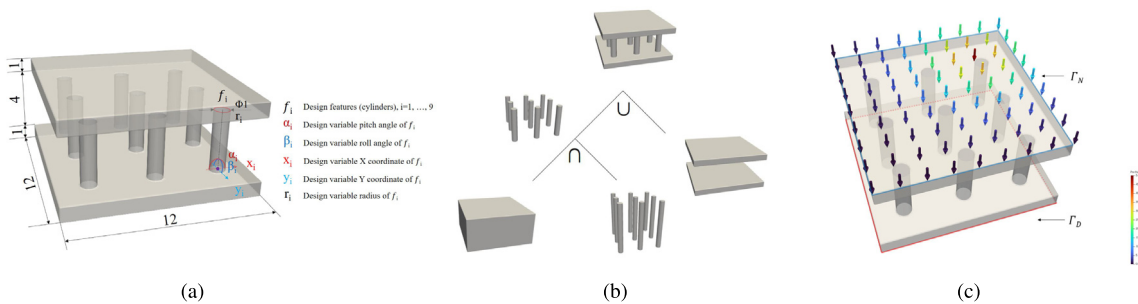 1
4
1
12
12
f_i
Φ1
r_i
α_i
β_i
x_i
y_i
f_i Design features (cylinders), i=1, …, 9
α_i Design variable pitch angle of f_i
β_i Design variable roll angle of f_i
x_i Design variable X coordinate of f_i
y_i Design variable Y coordinate of f_i
r_i Design variable radius of f_i
(a)
∪
∩
(b)
Γ_N
Γ_D
(c)